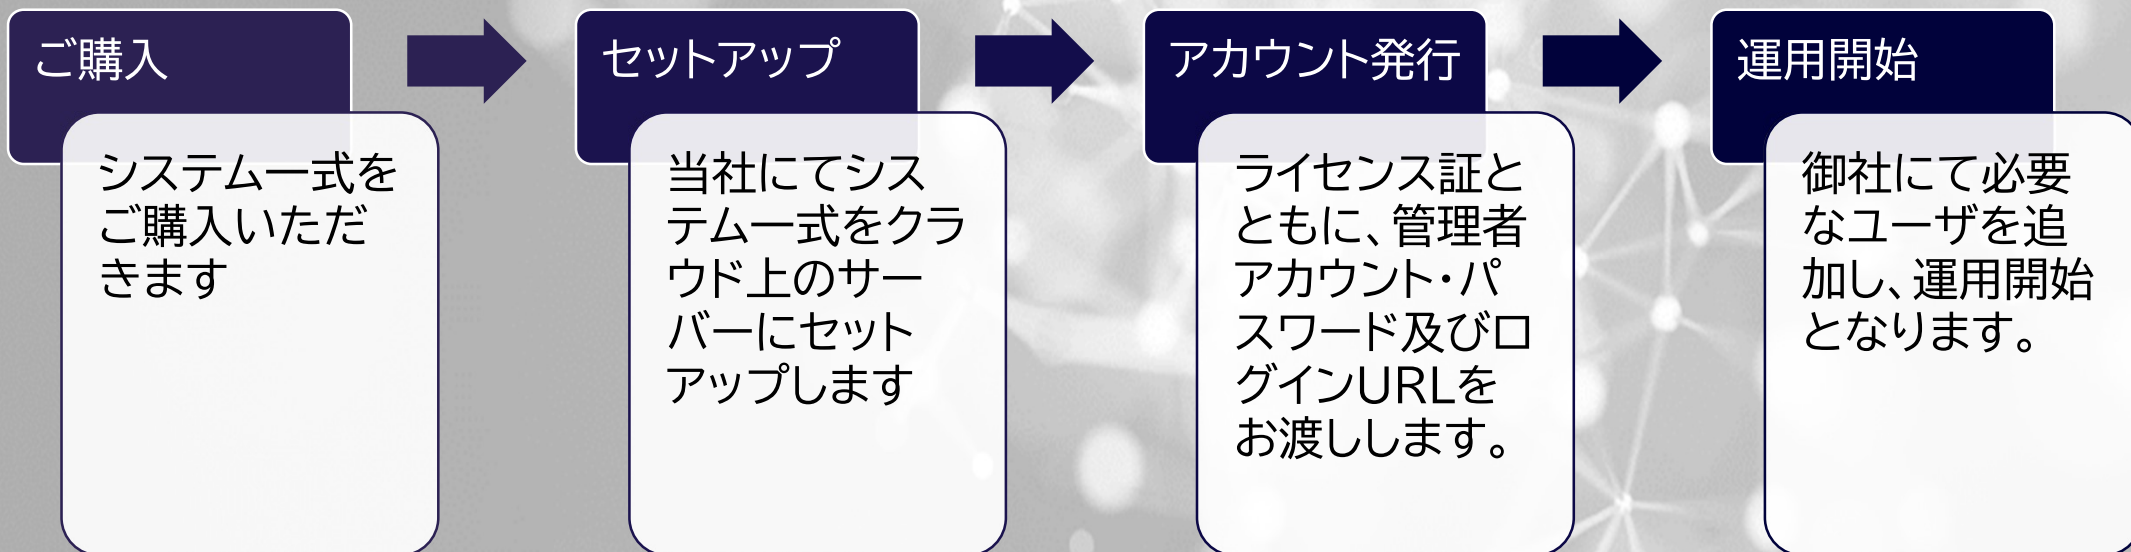 ご購入
システム一式を
ご購入いただ
きます
セットアップ
当社にてシス
テム一式をクラ
ウド上のサー
バーにセット
アップします
アカウント発行
ライセンス証と
ともに、管理者
アカウント・パ
スワード及びロ
グインURLを
お渡しします。
運用開始
御社にて必要
なユーザを追
加し、運用開始
となります。